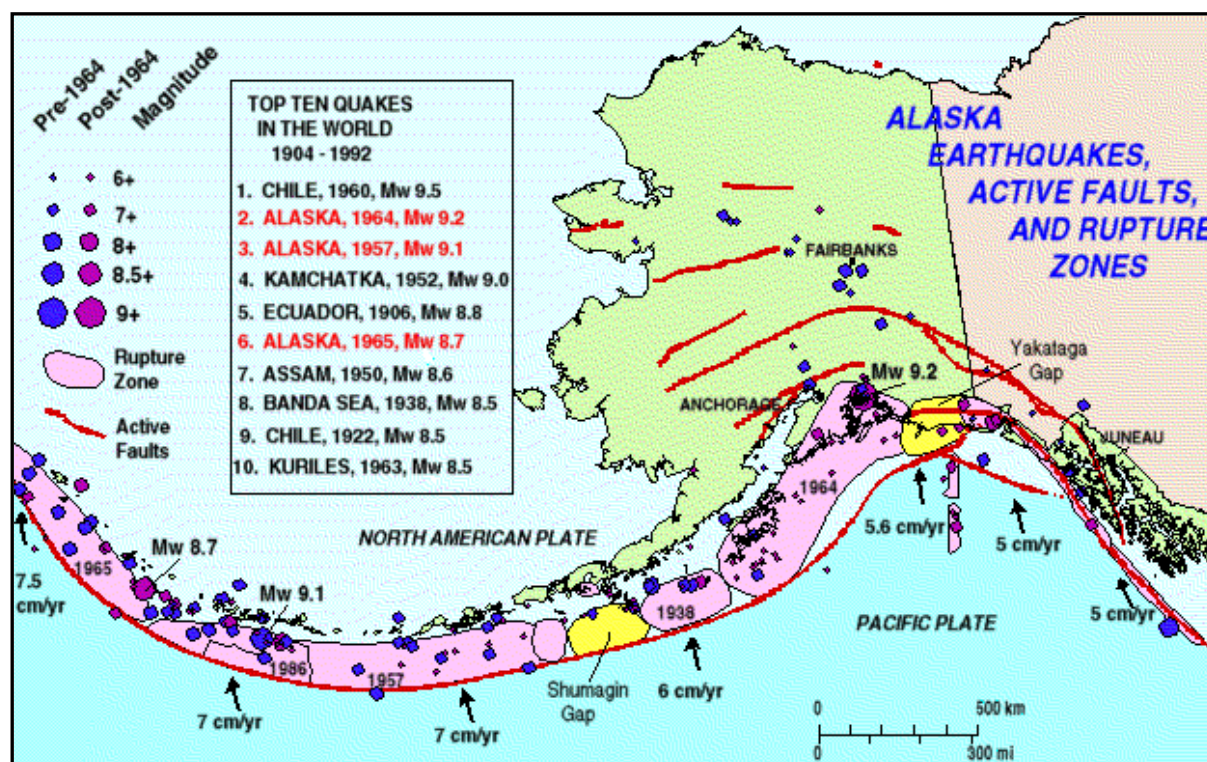 Pre-1964
Post-1964
Magnitude
6+
7+
8+
8.5+
9+
Rupture
Zone
Active
Faults
TOP TEN QUAKES
IN THE WORLD
1904 - 1992
1. CHILE, 1960, Mw 9.5
2. ALASKA, 1964, Mw 9.2
3. ALASKA, 1957, Mw 9.1
4. KAMCHATKA, 1952, Mw 9.0
5. ECUADOR, 1906, Mw 8.8
6. ALASKA, 1965, Mw 8.7
7. ASSAM, 1950, Mw 8.6
8. BANDA SEA, 1938, Mw 8.5
9. CHILE, 1922, Mw 8.5
10. KURILES, 1963, Mw 8.5
ALASKA
EARTHQUAKES,
ACTIVE FAULTS,
AND RUPTURE
ZONES
FAIRBANKS
Yakataga
Gap
Mw 9.2
ANCHORAGE
JUNEAU
1964
NORTH AMERICAN PLATE
5.6 cm/yr
5 cm/yr
Mw 8.7
1965
7.5
cm/yr
Mw 9.1
1938
5 cm/yr
PACIFIC PLATE
1986
1957
Shumagin
Gap
6 cm/yr
7 cm/yr
7 cm/yr
0 500 km
0 300 mi